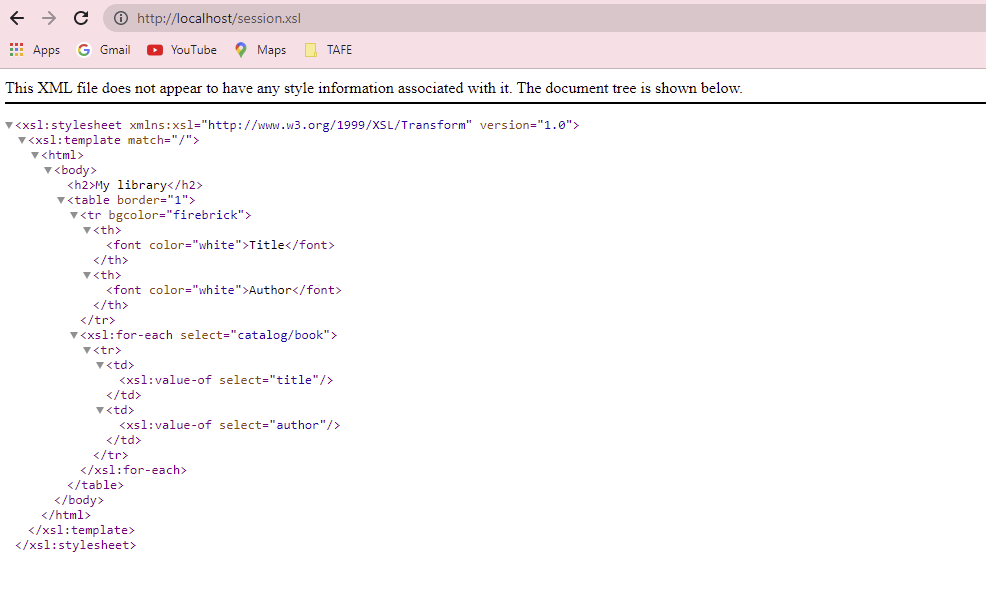 http://localhost/session.xsl
Apps Gmail YouTube Maps TAFE
This XML file does not appear to have any style information associated with it. The document tree is shown below.
<xsl:stylesheet xmlns:xsl="http://www.w3.org/1999/XSL/Transform" version="1.0">
<xsl:template match="/">
<html>
<body>
<h2>My library</h2>
<table border="1">
<tr bgcolor="firebrick">
<th>
<font color="white">Title</font>
</th>
<th>
<font color="white">Author</font>
</th>
</tr>
<xsl:for-each select="catalog/book">
<tr>
<td>
<xsl:value-of select="title"/>
</td>
<td>
<xsl:value-of select="author"/>
</td>
</tr>
</xsl:for-each>
</table>
</body>
</html>
</xsl:template>
</xsl:stylesheet>